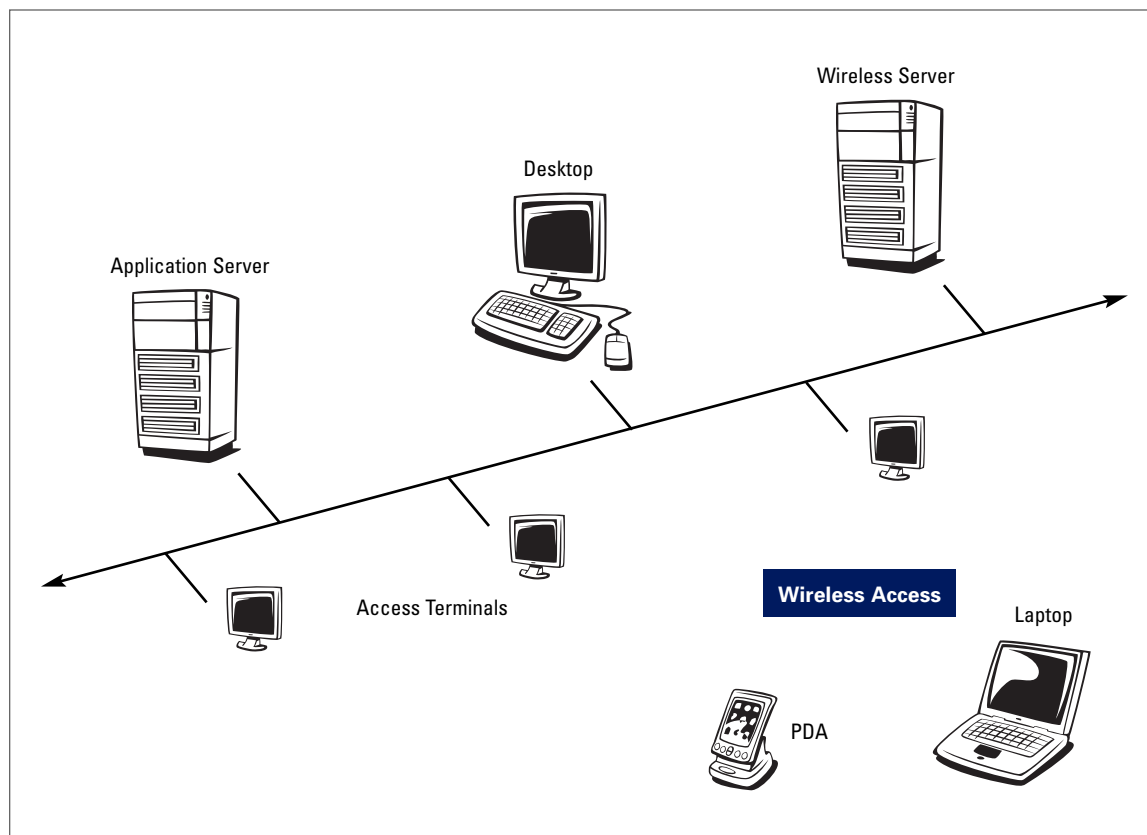 Wireless Server
Desktop
Application Server
Access Terminals
Wireless Access
Laptop
PDA